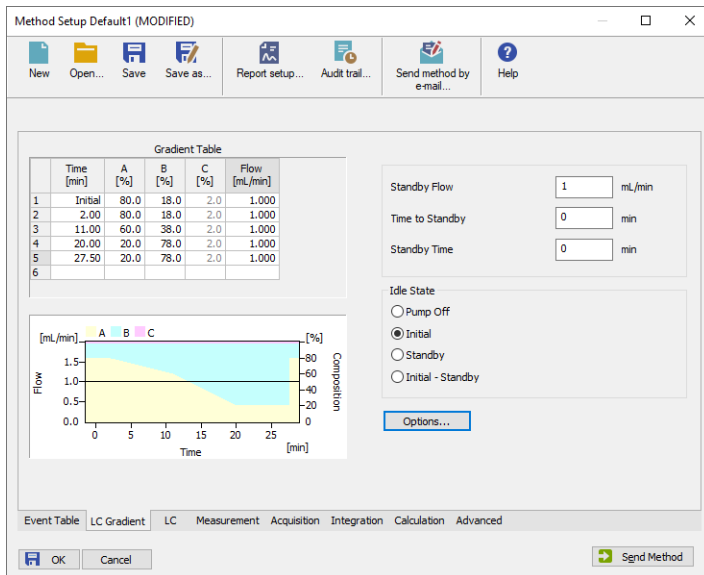 Method Setup Default1 (MODIFIED)
New Open... Save Save as... Report setup... Audit trail... Send method by e-mail... Help
Gradient Table
Time [min] A [%] B [%] C [%] Flow [mL/min]
1 Initial 80.0 18.0 2.0 1.000
2 2.00 80.0 18.0 2.0 1.000
3 11.00 60.0 38.0 2.0 1.000
4 20.00 20.0 78.0 2.0 1.000
5 27.50 20.0 78.0 2.0 1.000
6
Standby Flow 1 mL/min
Time to Standby 0 min
Standby Time 0 min
Idle State
Pump Off
Initial
Standby
Initial - Standby
Options...
[mL/min] A B C [%]
1.5 80
1.0 60
0.5 40
0.0 20
0
Flow
Composition
0 5 10 15 20 25
Time [min]
Event Table LC Gradient LC Measurement Acquisition Integration Calculation Advanced
OK Cancel Send Method